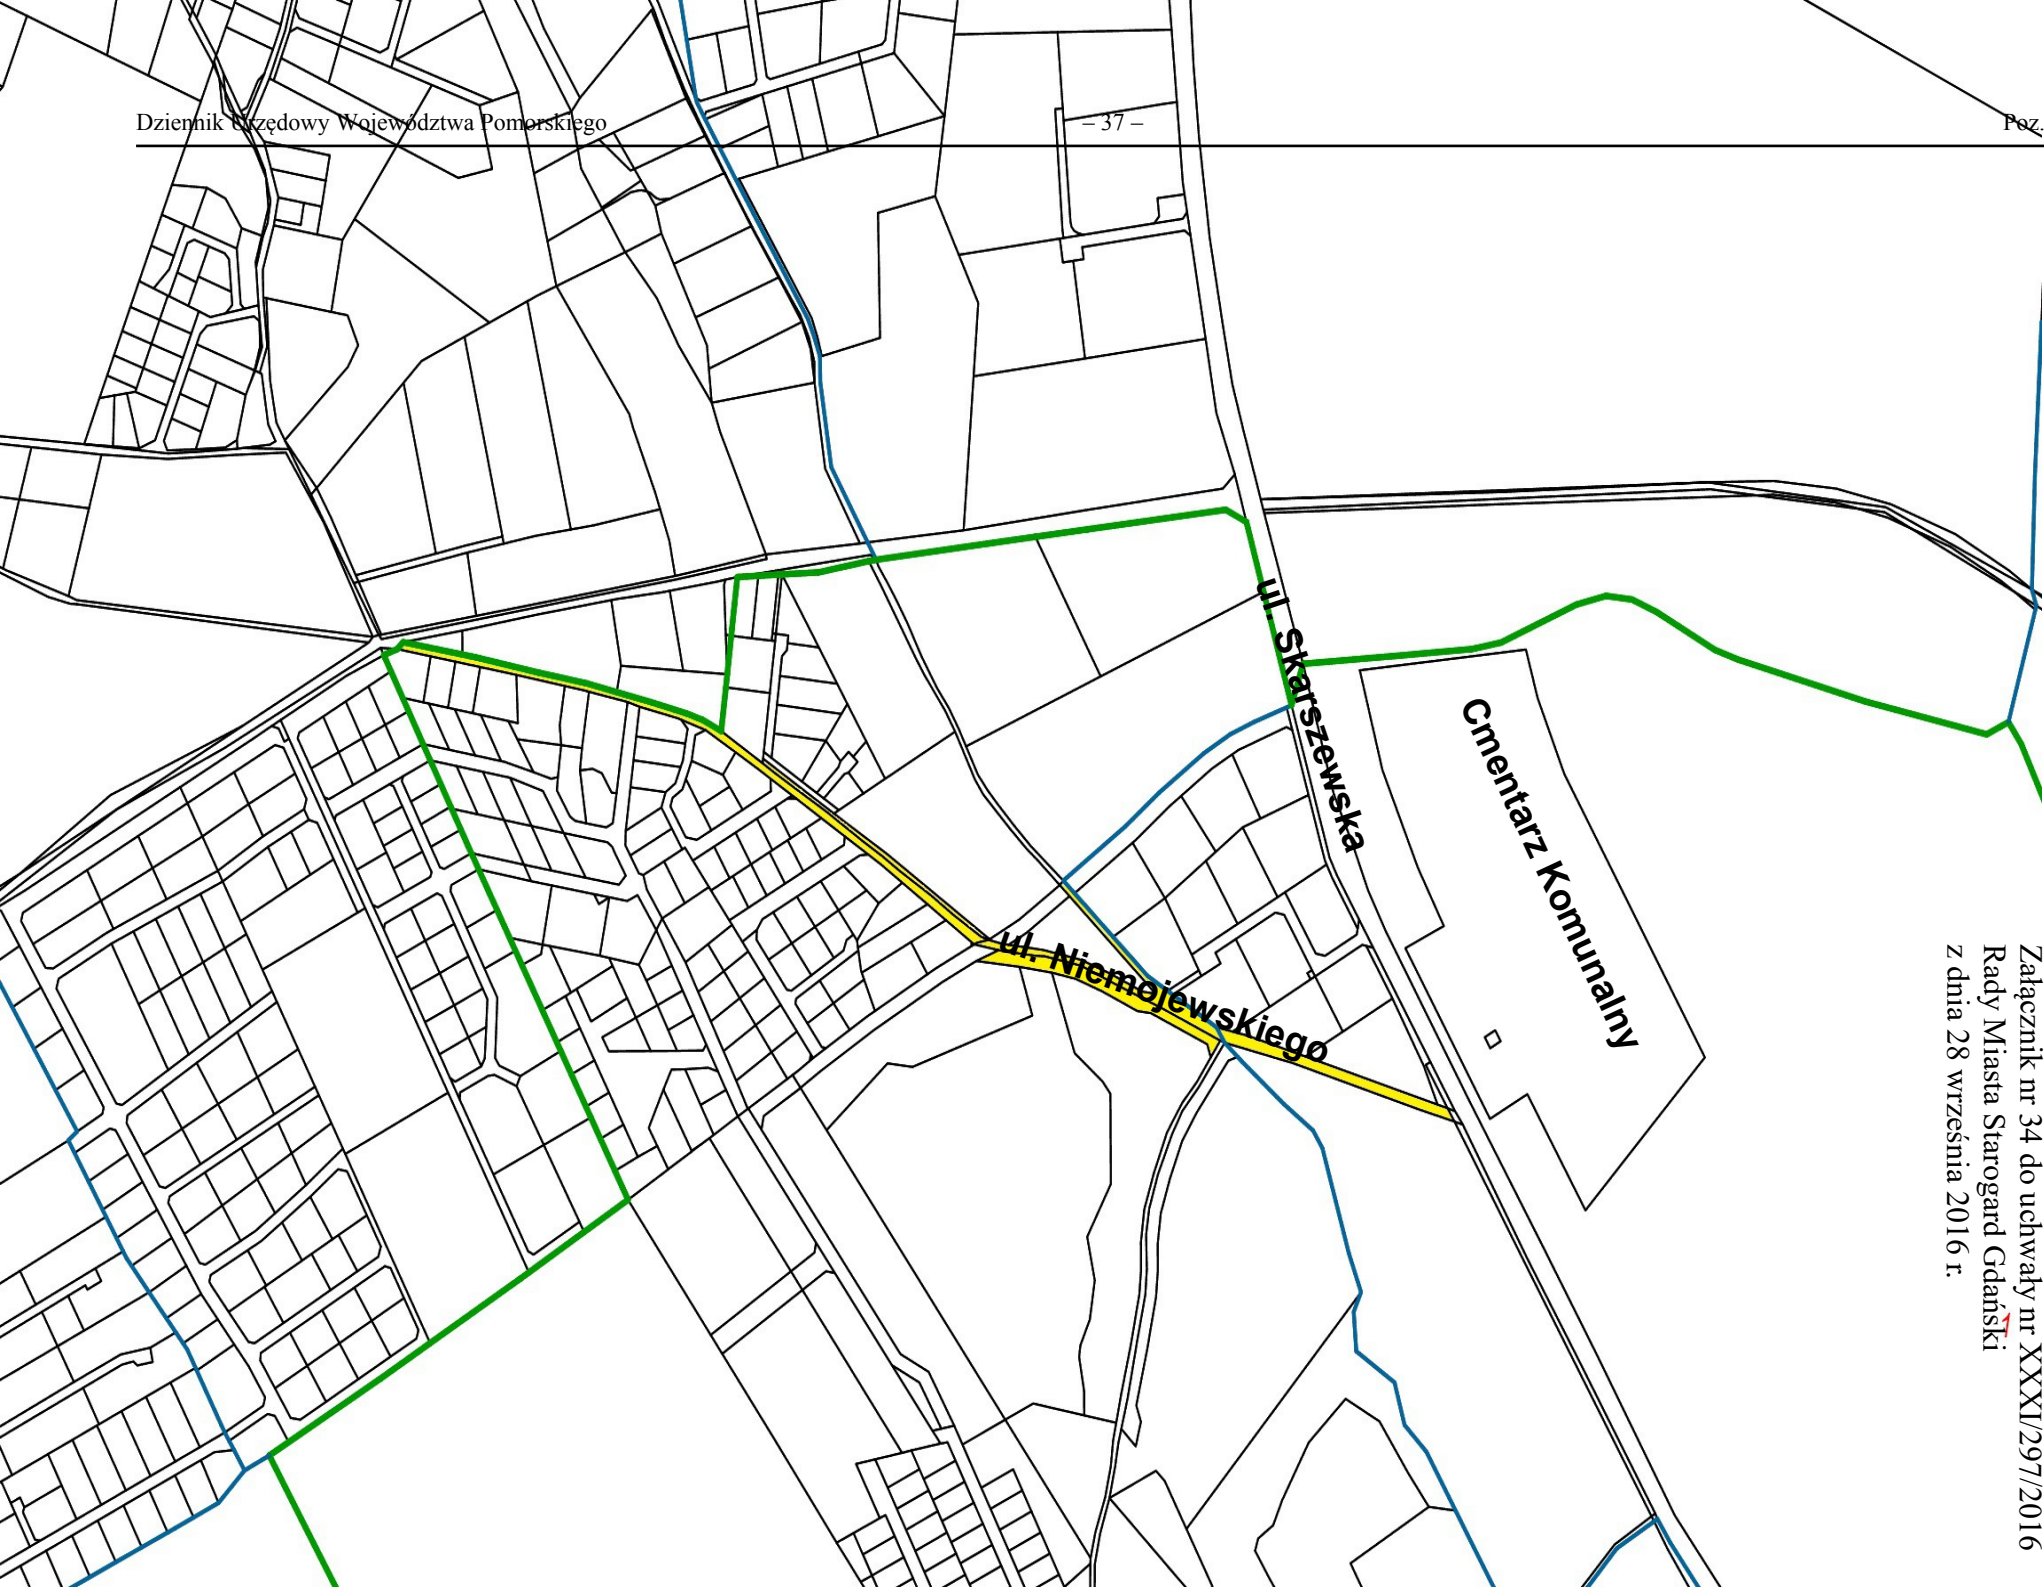 Dziennik Urzędowy Województwa Pomorskiego
– 37 –
Poz.
ul. Skarszewska
Cmentarz Komunalny
ul. Niemojewskiego
Załącznik nr 34 do uchwały nr XXXI/297/2016
Rady Miasta Starogard Gdański
z dnia 28 września 2016 r.